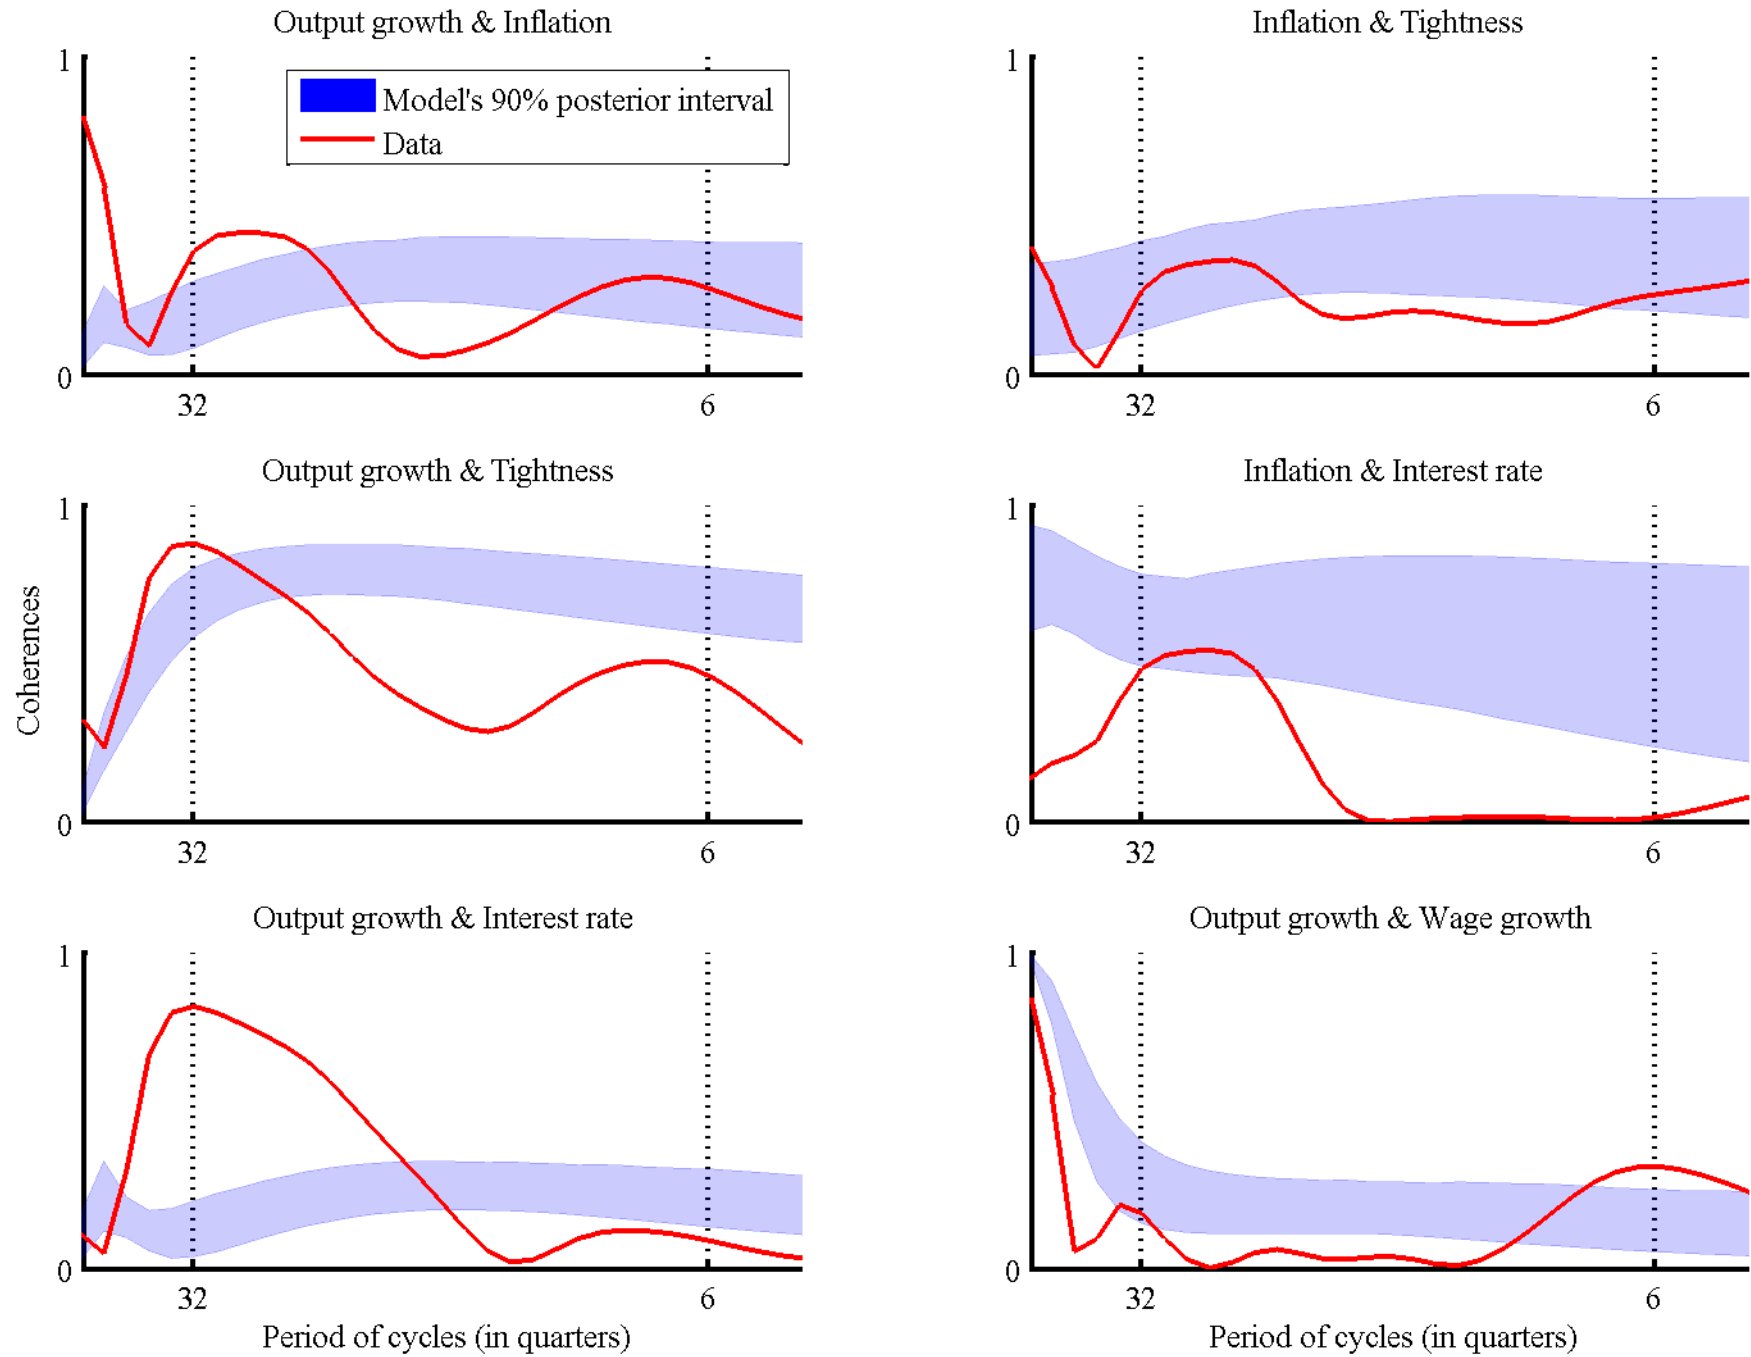 Output growth & Inflation
1
Model's 90% posterior interval
Data
0
32
6
Inflation & Tightness
1
0
32
6
Output growth & Tightness
1
Coherences
0
32
6
Inflation & Interest rate
1
0
32
6
Output growth & Interest rate
1
0
32
6
Period of cycles (in quarters)
Output growth & Wage growth
1
0
32
6
Period of cycles (in quarters)